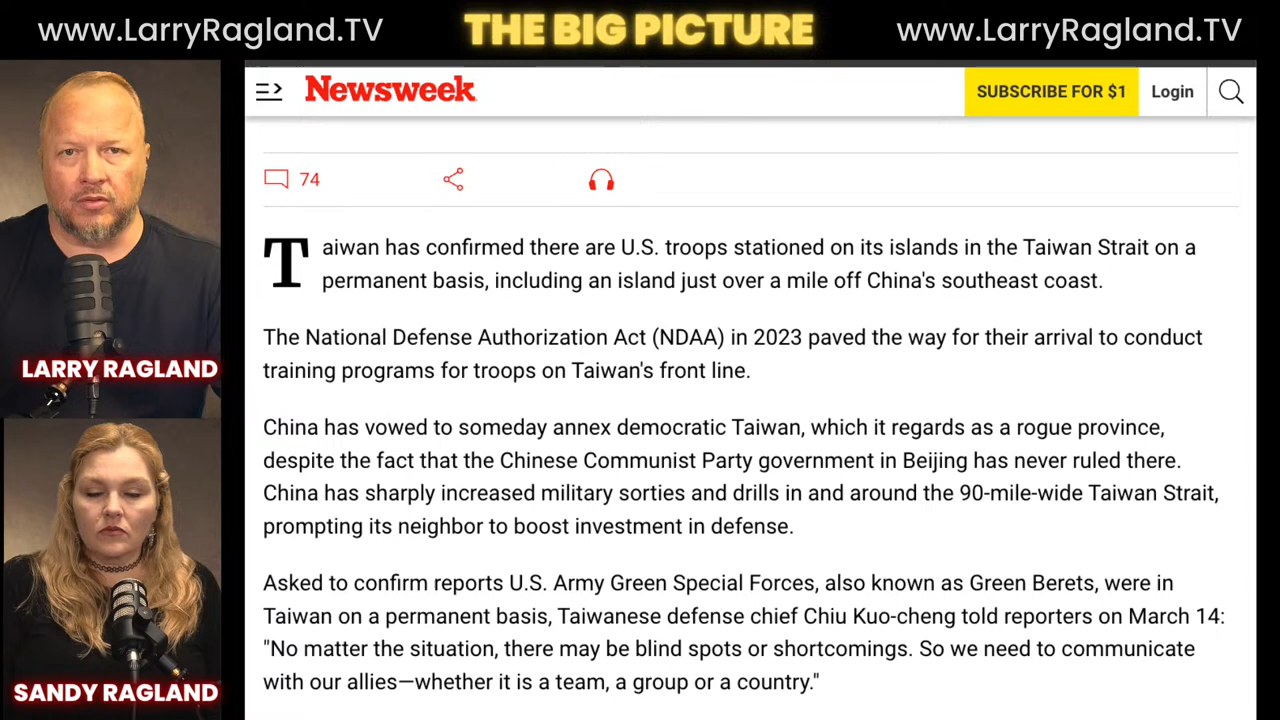 www.LarryRagland.TV
THE BIG PICTURE
www.LarryRagland.TV
Newsweek
SUBSCRIBE FOR $1
Login
74
Taiwan has confirmed there are U.S. troops stationed on its islands in the Taiwan Strait on a
permanent basis, including an island just over a mile off China's southeast coast.
The National Defense Authorization Act (NDAA) in 2023 paved the way for their arrival to conduct
training programs for troops on Taiwan's front line.
China has vowed to someday annex democratic Taiwan, which it regards as a rogue province,
despite the fact that the Chinese Communist Party government in Beijing has never ruled there.
China has sharply increased military sorties and drills in and around the 90-mile-wide Taiwan Strait,
prompting its neighbor to boost investment in defense.
Asked to confirm reports U.S. Army Green Special Forces, also known as Green Berets, were in
Taiwan on a permanent basis, Taiwanese defense chief Chiu Kuo-cheng told reporters on March 14:
"No matter the situation, there may be blind spots or shortcomings. So we need to communicate
with our allies—whether it is a team, a group or a country."
LARRY RAGLAND
SANDY RAGLAND